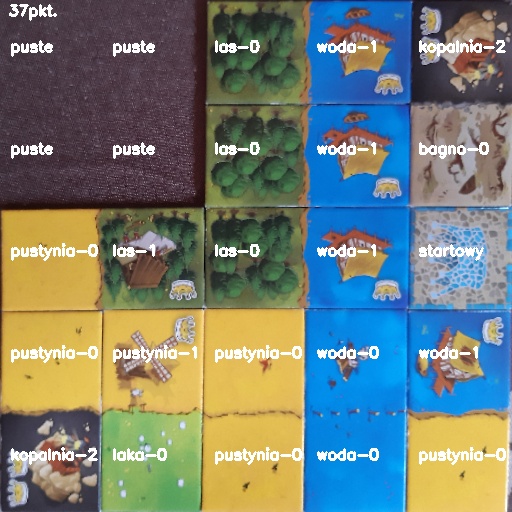 37pkt.
puste puste las-0 woda-1 kopalnia-2
puste puste las-0 woda-1 bagno-0
pustynia-0 las-1 las-0 woda-1 startowy
pustynia-0 pustynia-1 pustynia-0 woda-0 woda-1
kopalnia-2 laka-0 pustynia-0 woda-0 pustynia-0